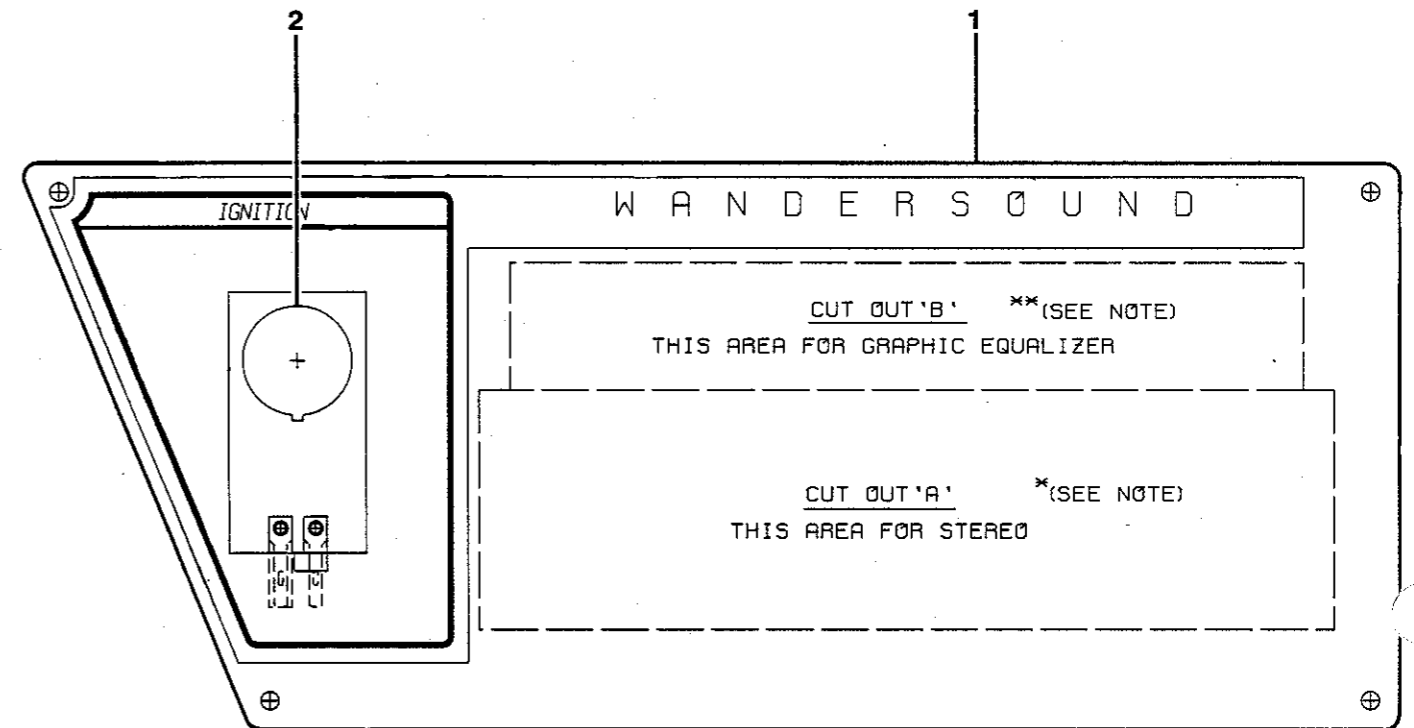 2 1
IGNITION
WANDERSOUND
CUT OUT 'B' **(SEE NOTE)
THIS AREA FOR GRAPHIC EQUALIZER
CUT OUT 'A' *(SEE NOTE)
THIS AREA FOR STEREO